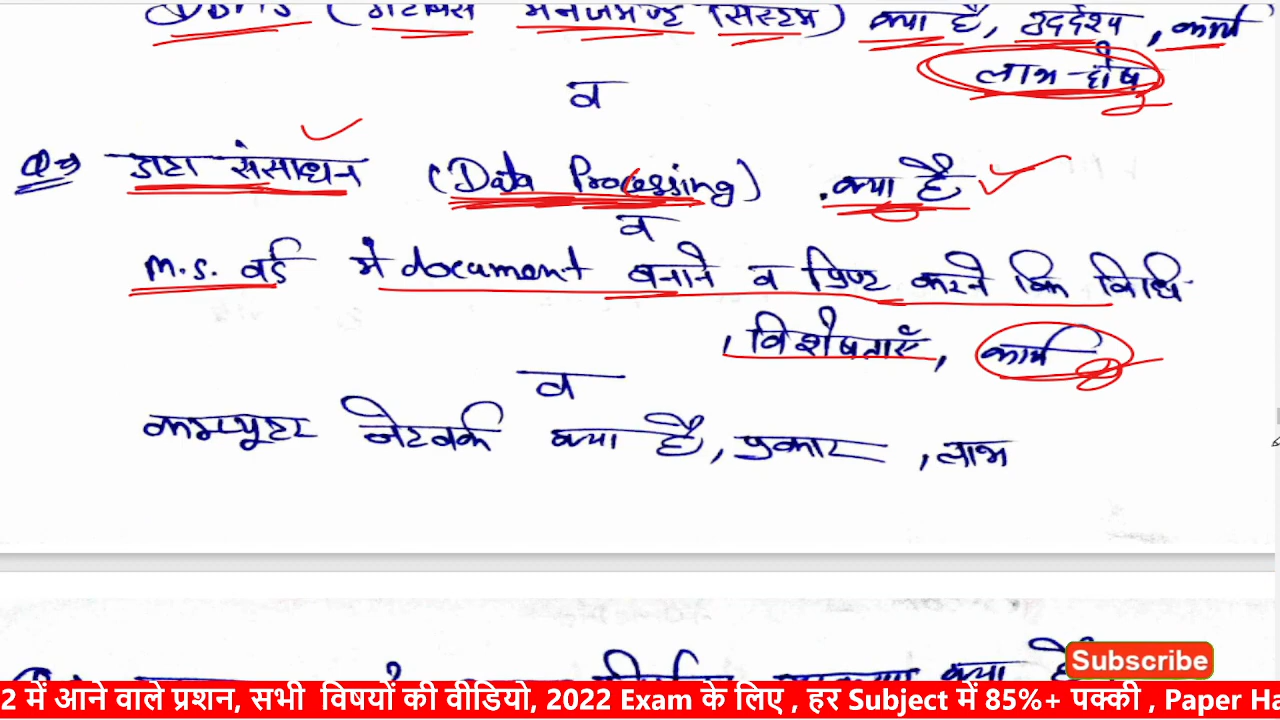 DBMS (डाटाबेस मैनेजमेण्ट सिस्टम) क्या है, उद्देश्य, कार्य
लाभ-दोष
व
Q⇒ डाटा संसाधन (Data Processing) क्या है
व
M.S. वर्ड में document बनाने व प्रिण्ट करने कि विधि
, विशेषताएँ, कार्य
व
कम्प्यूटर नेटवर्क क्या है, प्रकार, लाभ
क्या है
Subscribe
2 में आने वाले प्रशन, सभी विषयों की वीडियो, 2022 Exam के लिए , हर Subject में 85%+ पक्की , Paper Ha